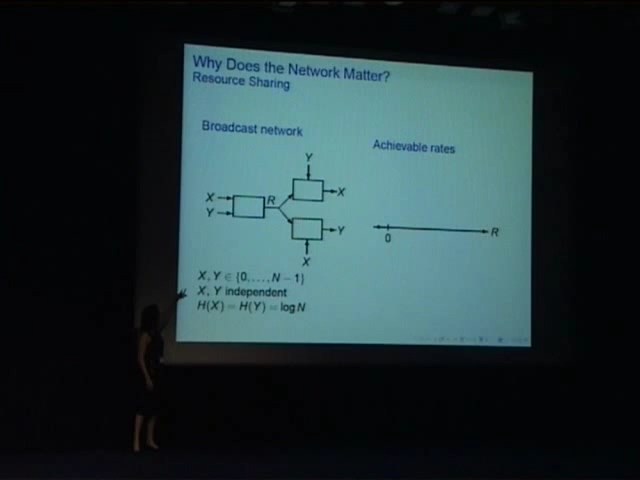 Why Does the Network Matter?
Resource Sharing
Broadcast network
Achievable rates
Y
X
R
X
Y
Y
X
0
R
X, Y ∈ {0, . . . , N − 1}
X, Y independent
H(X) = H(Y) = log N